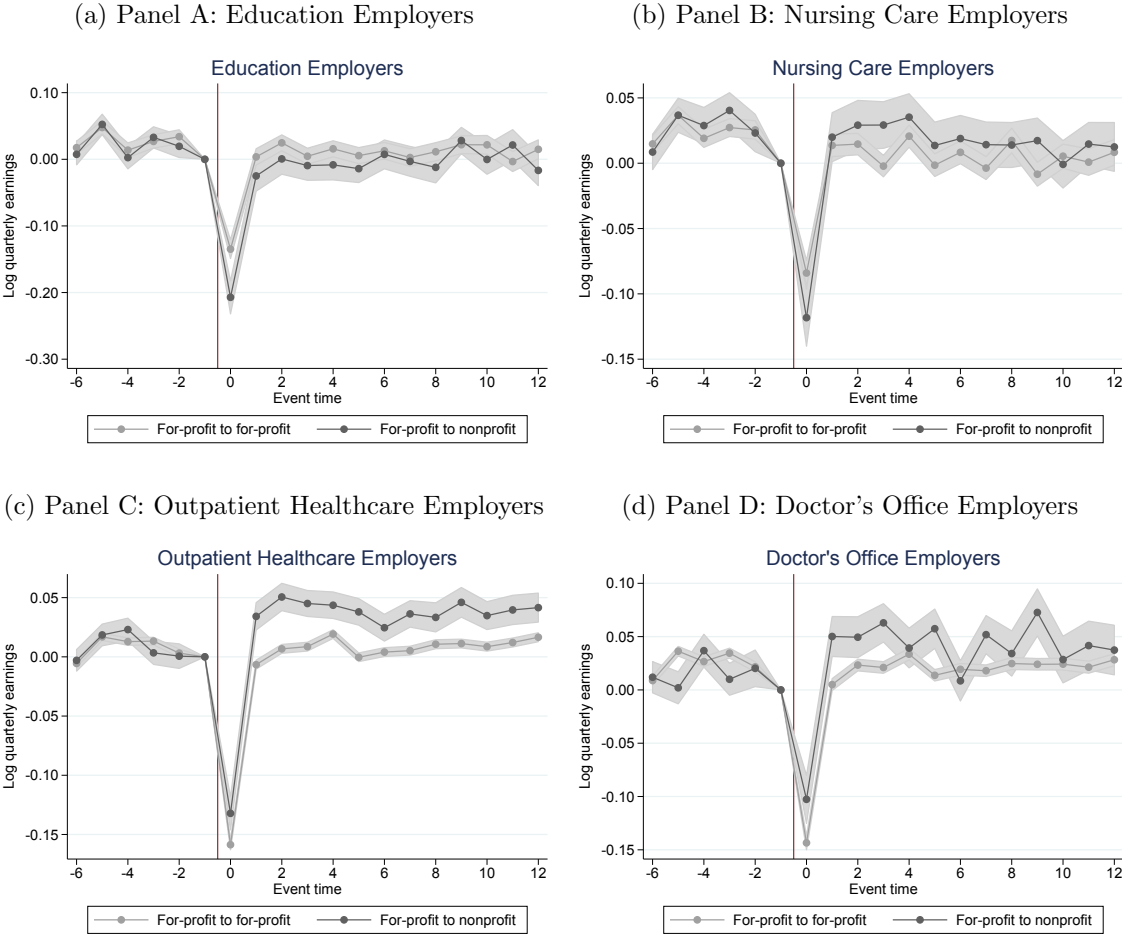 (a) Panel A: Education Employers
Education Employers
Log quarterly earnings
0.10
0.00
-0.10
-0.20
-0.30
-6 -4 -2 0 2 4 6 8 10 12
Event time
For-profit to for-profit For-profit to nonprofit
(b) Panel B: Nursing Care Employers
Nursing Care Employers
Log quarterly earnings
0.05
0.00
-0.05
-0.10
-0.15
-6 -4 -2 0 2 4 6 8 10 12
Event time
For-profit to for-profit For-profit to nonprofit
(c) Panel C: Outpatient Healthcare Employers
Outpatient Healthcare Employers
Log quarterly earnings
0.05
0.00
-0.05
-0.10
-0.15
-6 -4 -2 0 2 4 6 8 10 12
Event time
For-profit to for-profit For-profit to nonprofit
(d) Panel D: Doctor's Office Employers
Doctor's Office Employers
Log quarterly earnings
0.10
0.05
0.00
-0.05
-0.10
-0.15
-6 -4 -2 0 2 4 6 8 10 12
Event time
For-profit to for-profit For-profit to nonprofit